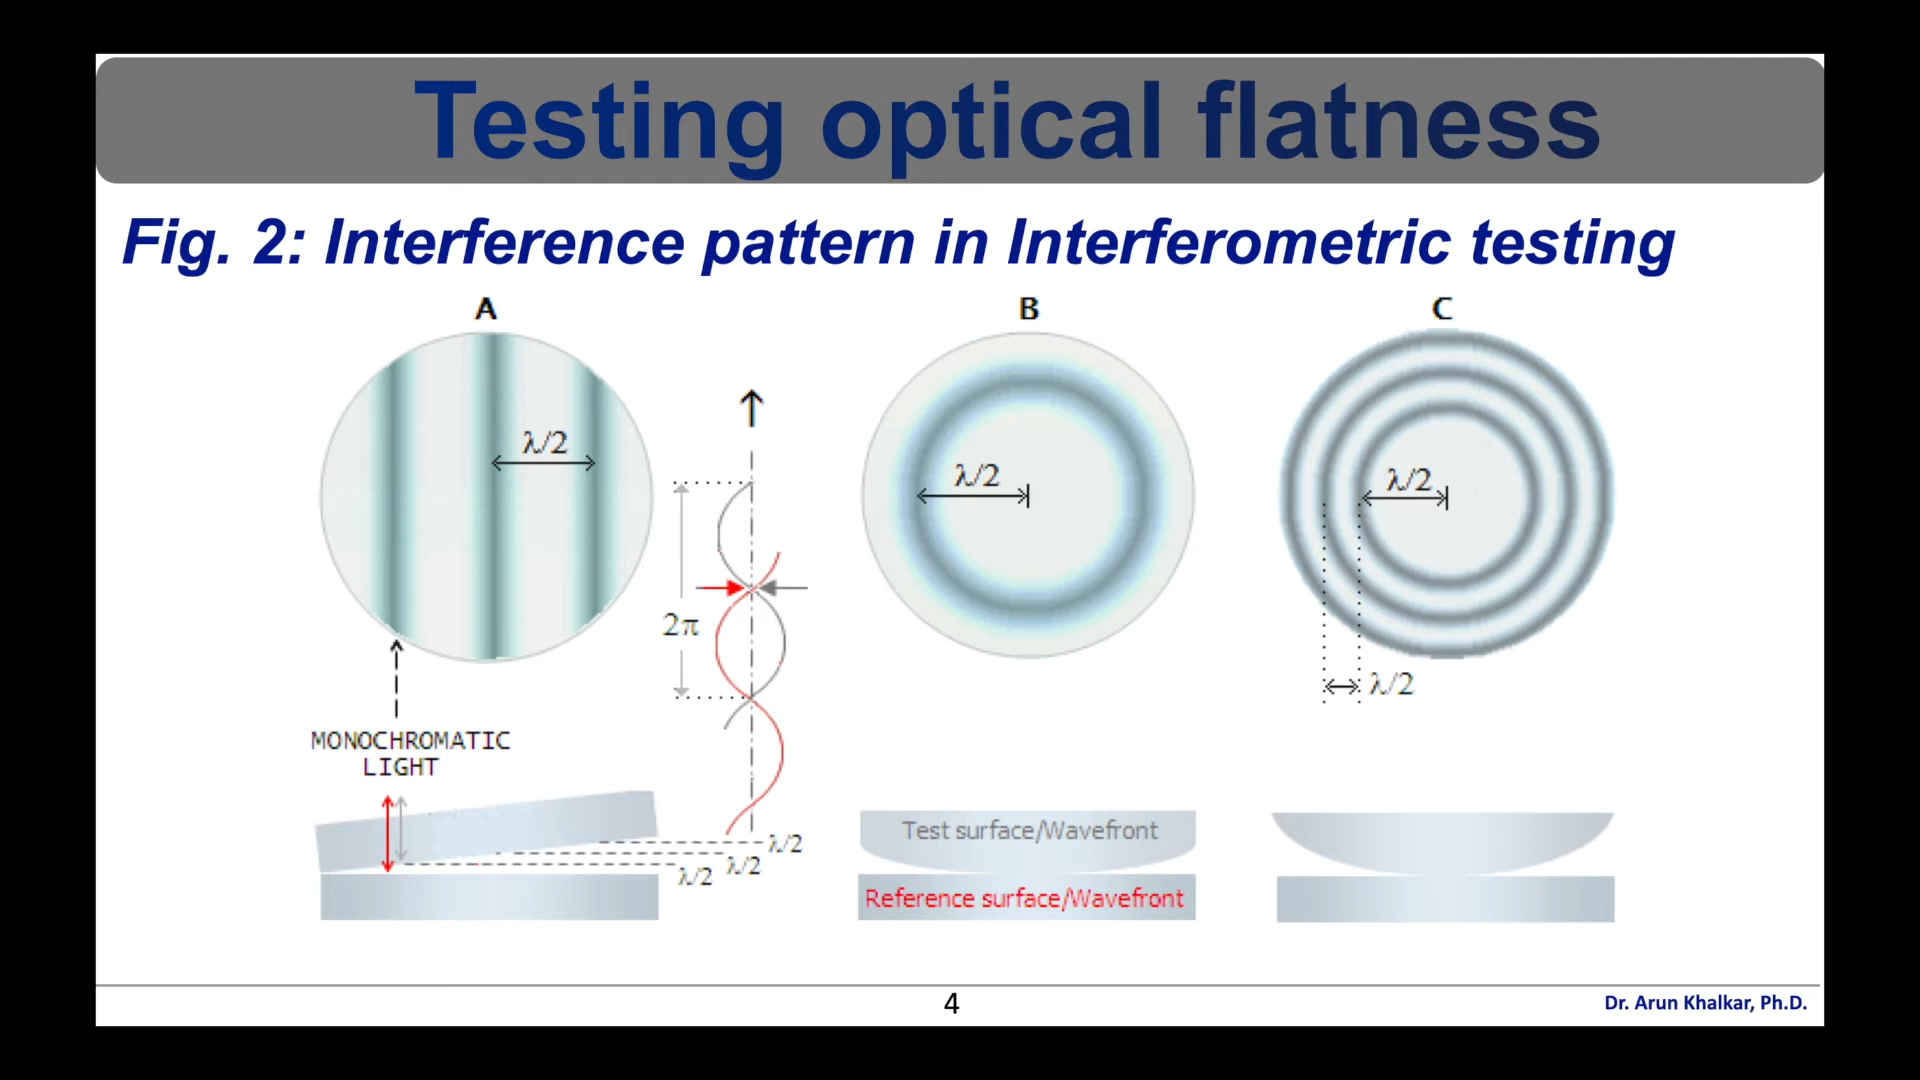 Testing optical flatness
Fig. 2: Interference pattern in Interferometric testing
A
B
C
λ/2
λ/2
λ/2
2π
λ/2
MONOCHROMATIC
LIGHT
λ/2
λ/2
λ/2
Test surface/Wavefront
Reference surface/Wavefront
4
Dr. Arun Khalkar, Ph.D.